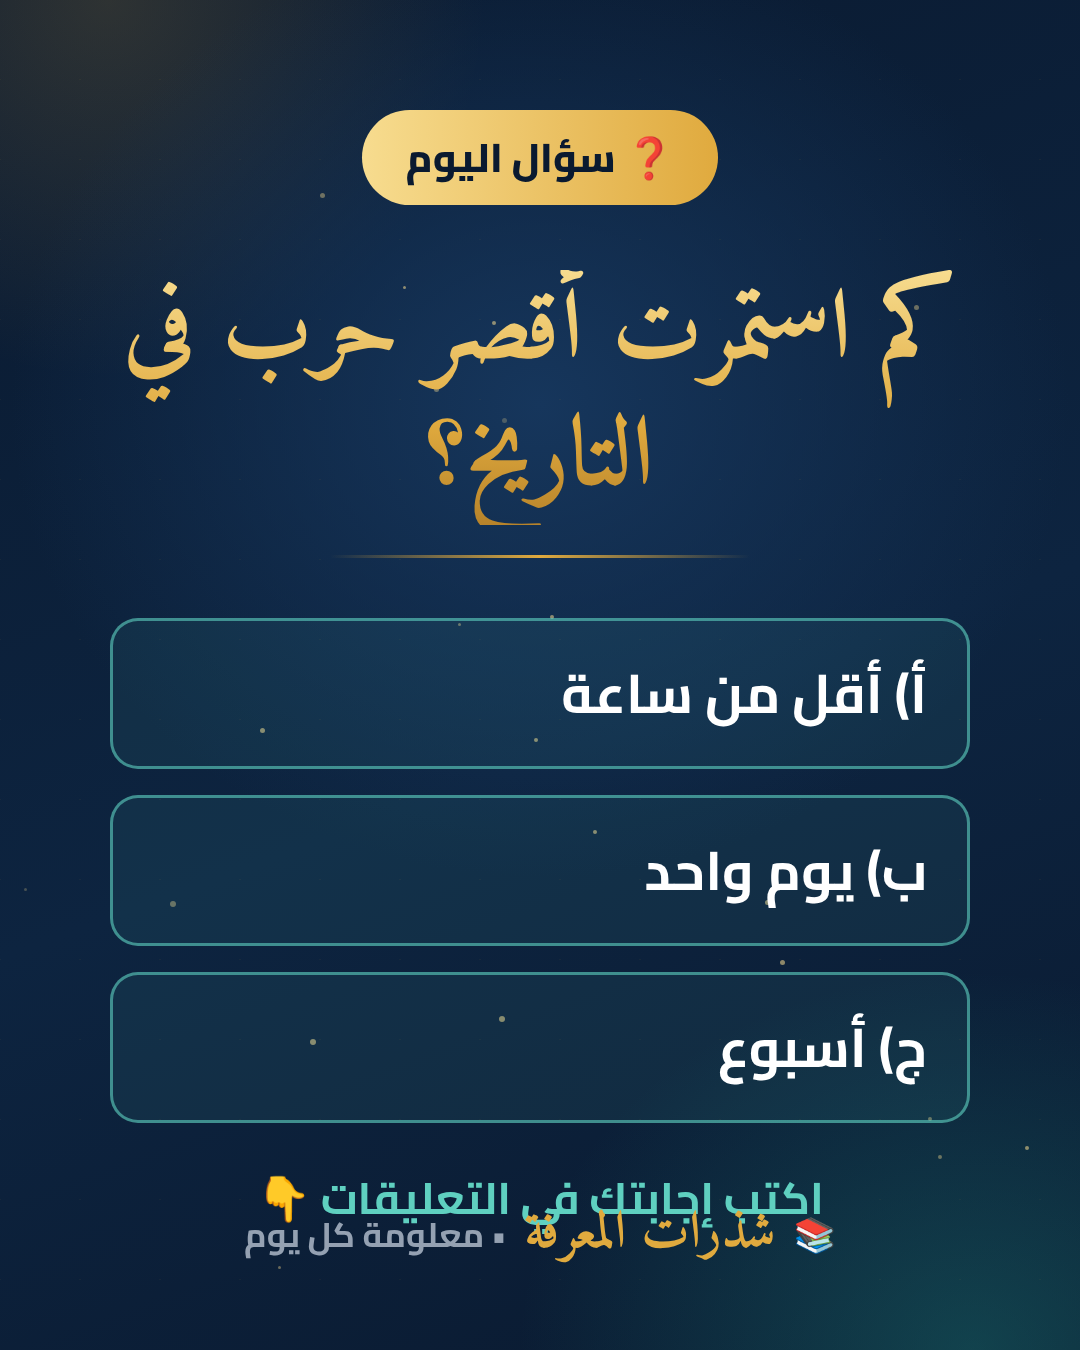 ❓ سؤال اليوم
كم استمرت أقصر حرب في
التاريخ؟
أ) أقل من ساعة
ب) يوم واحد
ج) أسبوع
اكتب إجابتك في التعليقات 👇
📚 شذرات المعرفة ▪ معلومة كل يوم